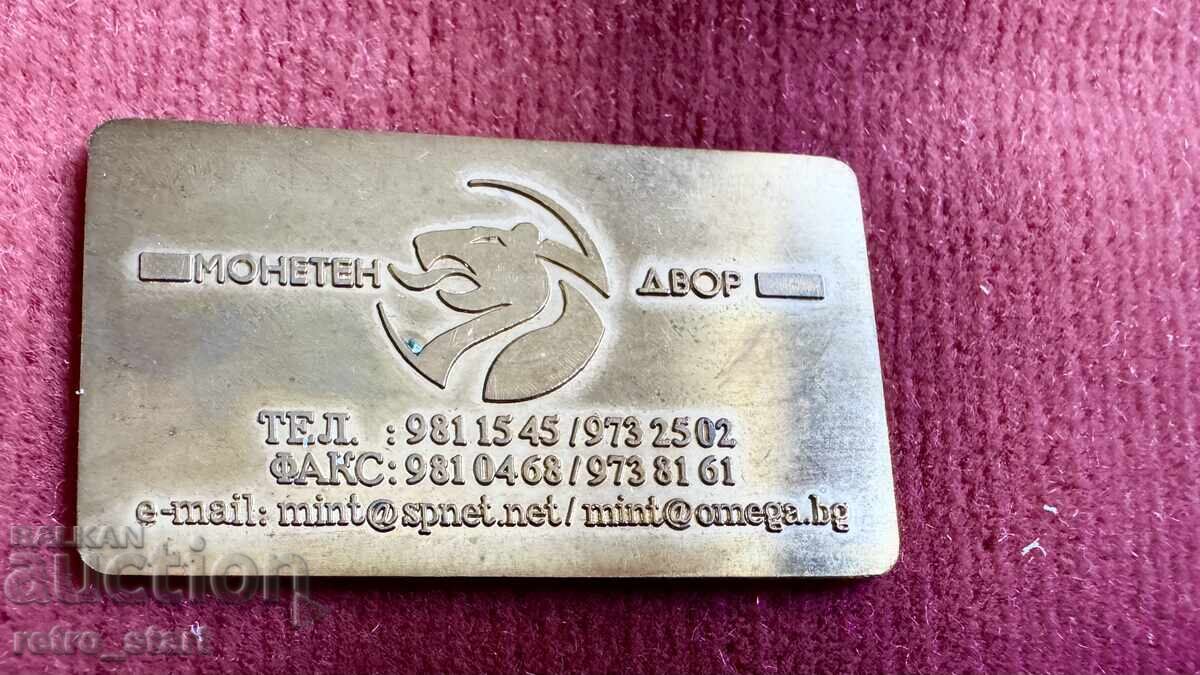 МОНЕТЕН ДВОР
ТЕЛ. : 981 15 45 / 973 25 02
ФАКС: 981 04 68 / 973 81 61
e-mail: mint@spnet.net / mint@omega.bg
BALKAN
auction
retro_start